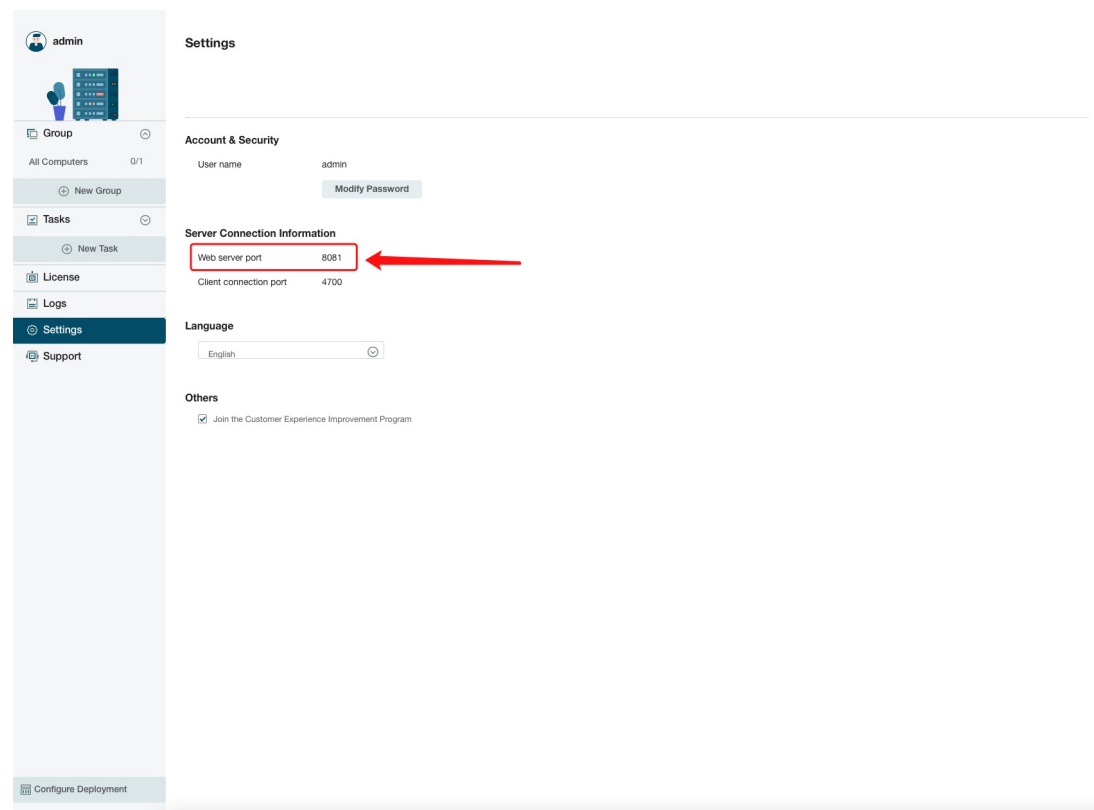 admin
Group
All Computers 0/1
New Group
Tasks
New Task
License
Logs
Settings
Support
Configure Deployment
Settings
Account & Security
User name admin
Modify Password
Server Connection Information
Web server port 8081
Client connection port 4700
Language
English
Others
Join the Customer Experience Improvement Program